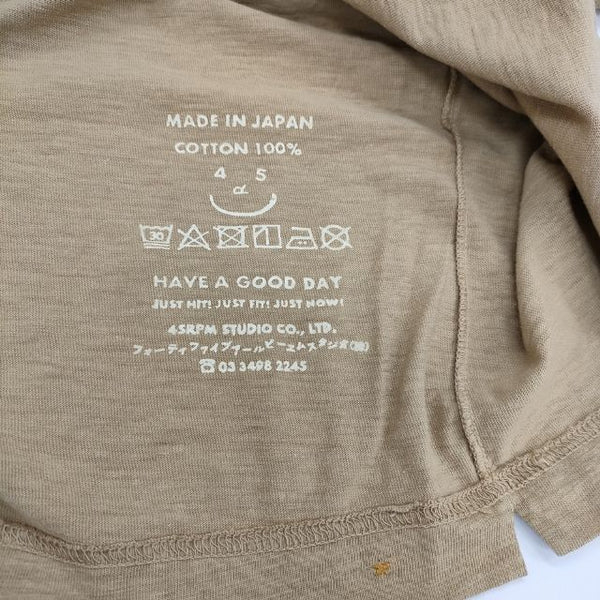 MADE IN JAPAN
COTTON 100%
4 d 5
30
HAVE A GOOD DAY
JUST HIT! JUST FIT! JUST NOW!
45RPM STUDIO CO., LTD.
フォーティファイブアールピーエムスタジオ(株)
☎03 3498 2245